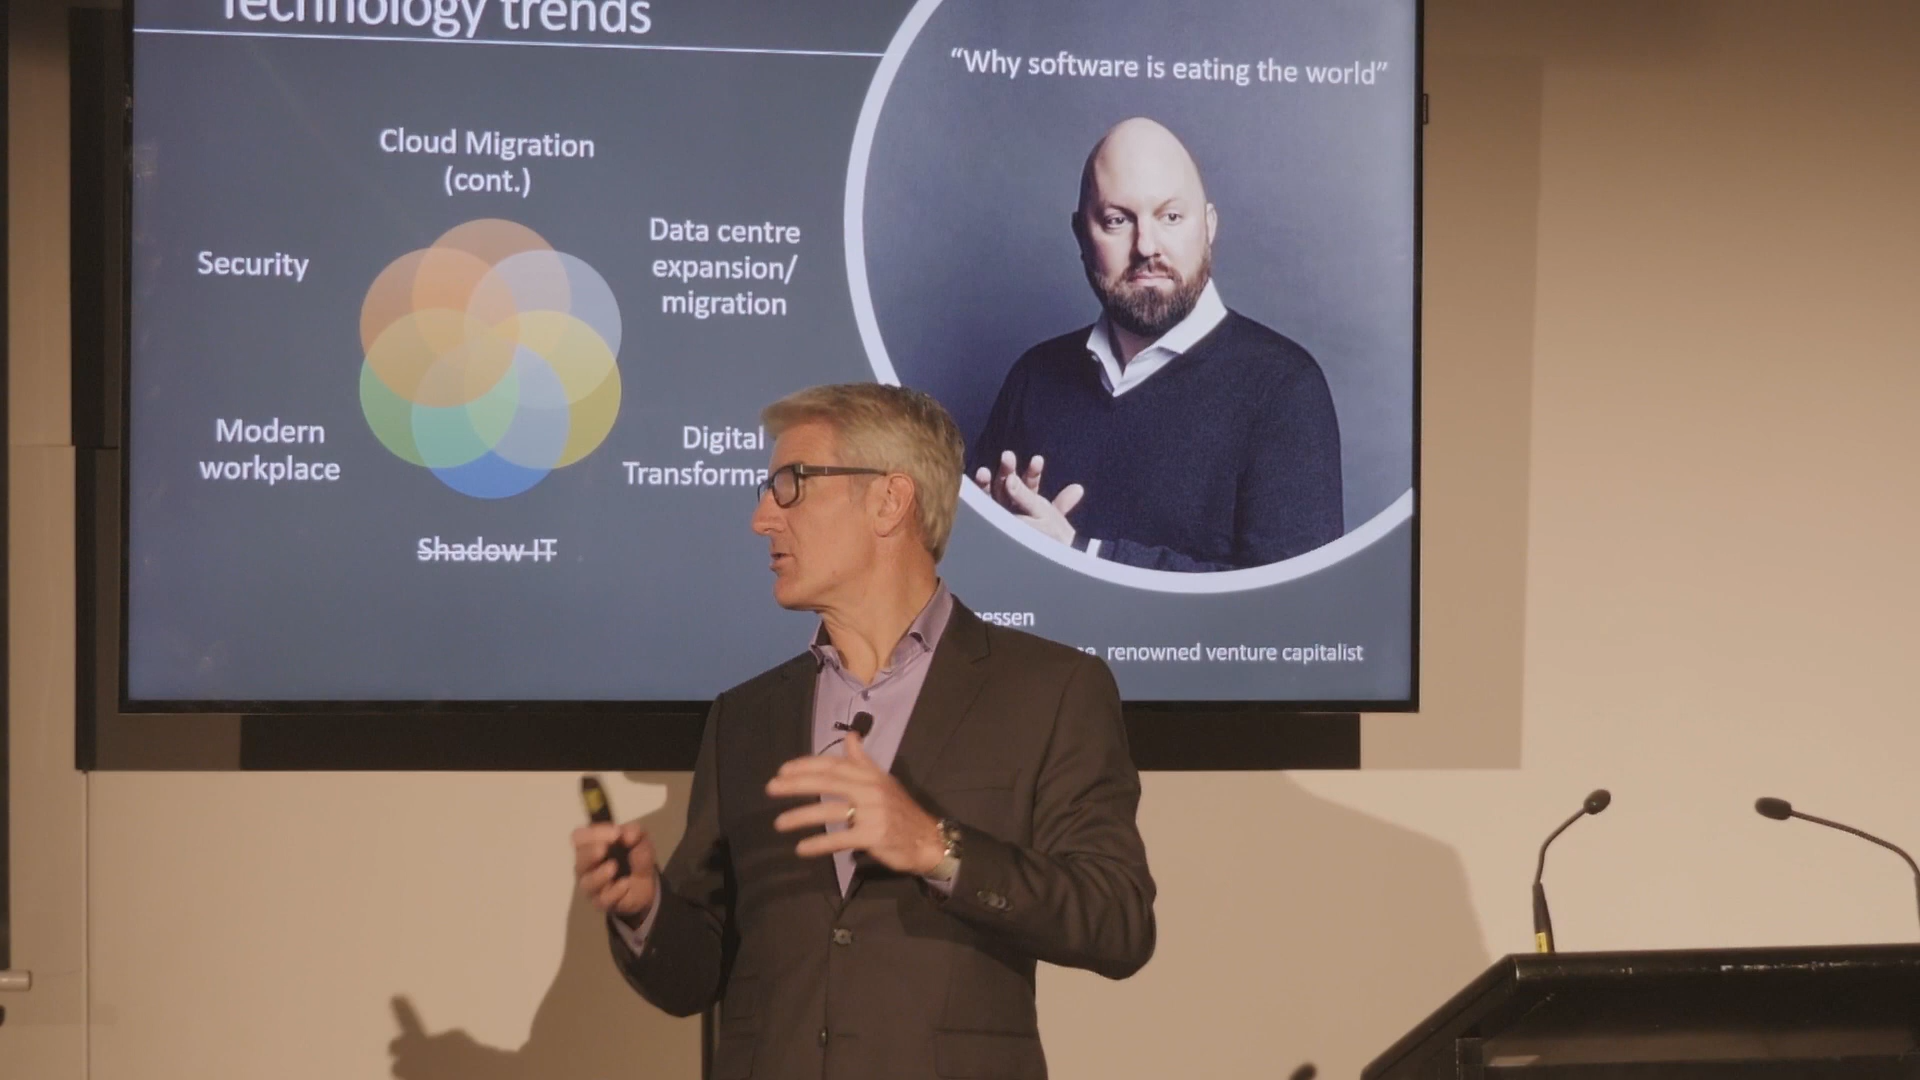 Technology trends
"Why software is eating the world"
Cloud Migration
(cont.)
Data centre
expansion/
migration
Security
Modern
workplace
Digital
Shadow IT
renowned venture capitalist